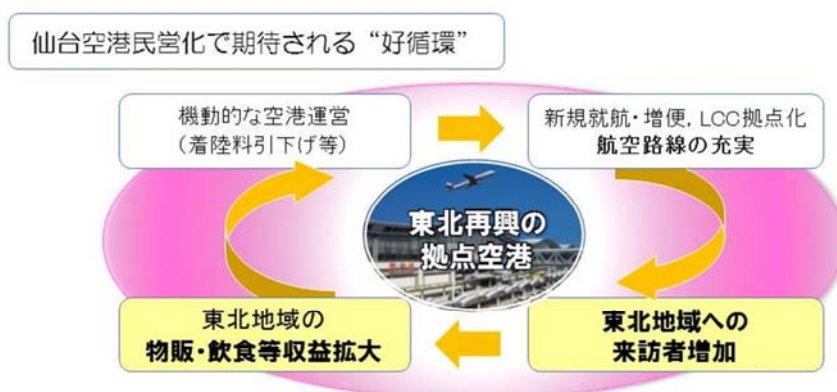 仙台空港民営化で期待される“好循環”
機動的な空港運営
(着陸料引下げ等)
新規就航・増便, LCC拠点化
航空路線の充実
東北再興の
拠点空港
東北地域の
物販・飲食等収益拡大
東北地域への
来訪者増加